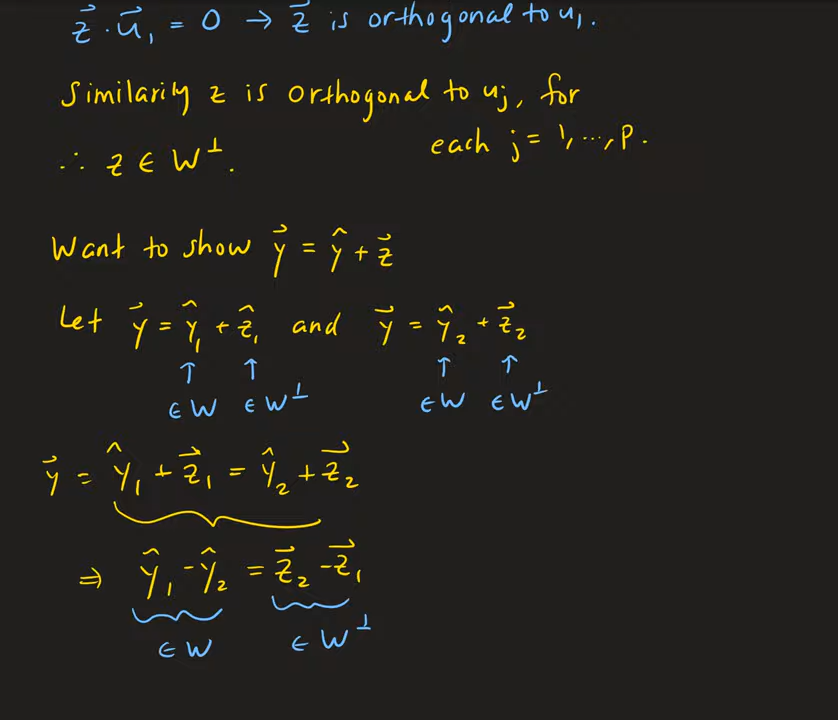 z⃗ · u⃗₁ = 0 → z⃗ is orthogonal to u₁.
Similarity z is orthogonal to uⱼ, for
each j = 1, ..., p.
∴ z ∈ W⊥.
Want to show y⃗ = ŷ + z⃗
Let y⃗ = ŷ₁ + ẑ₁ and y⃗ = ŷ₂ + z⃗₂
↑ ↑ ↑ ↑
∈ W ∈ W⊥ ∈ W ∈ W⊥
y⃗ = ŷ₁ + z⃗₁ = ŷ₂ + z⃗₂
⇒ ŷ₁ - ŷ₂ = z⃗₂ - z⃗₁
∈ W ∈ W⊥